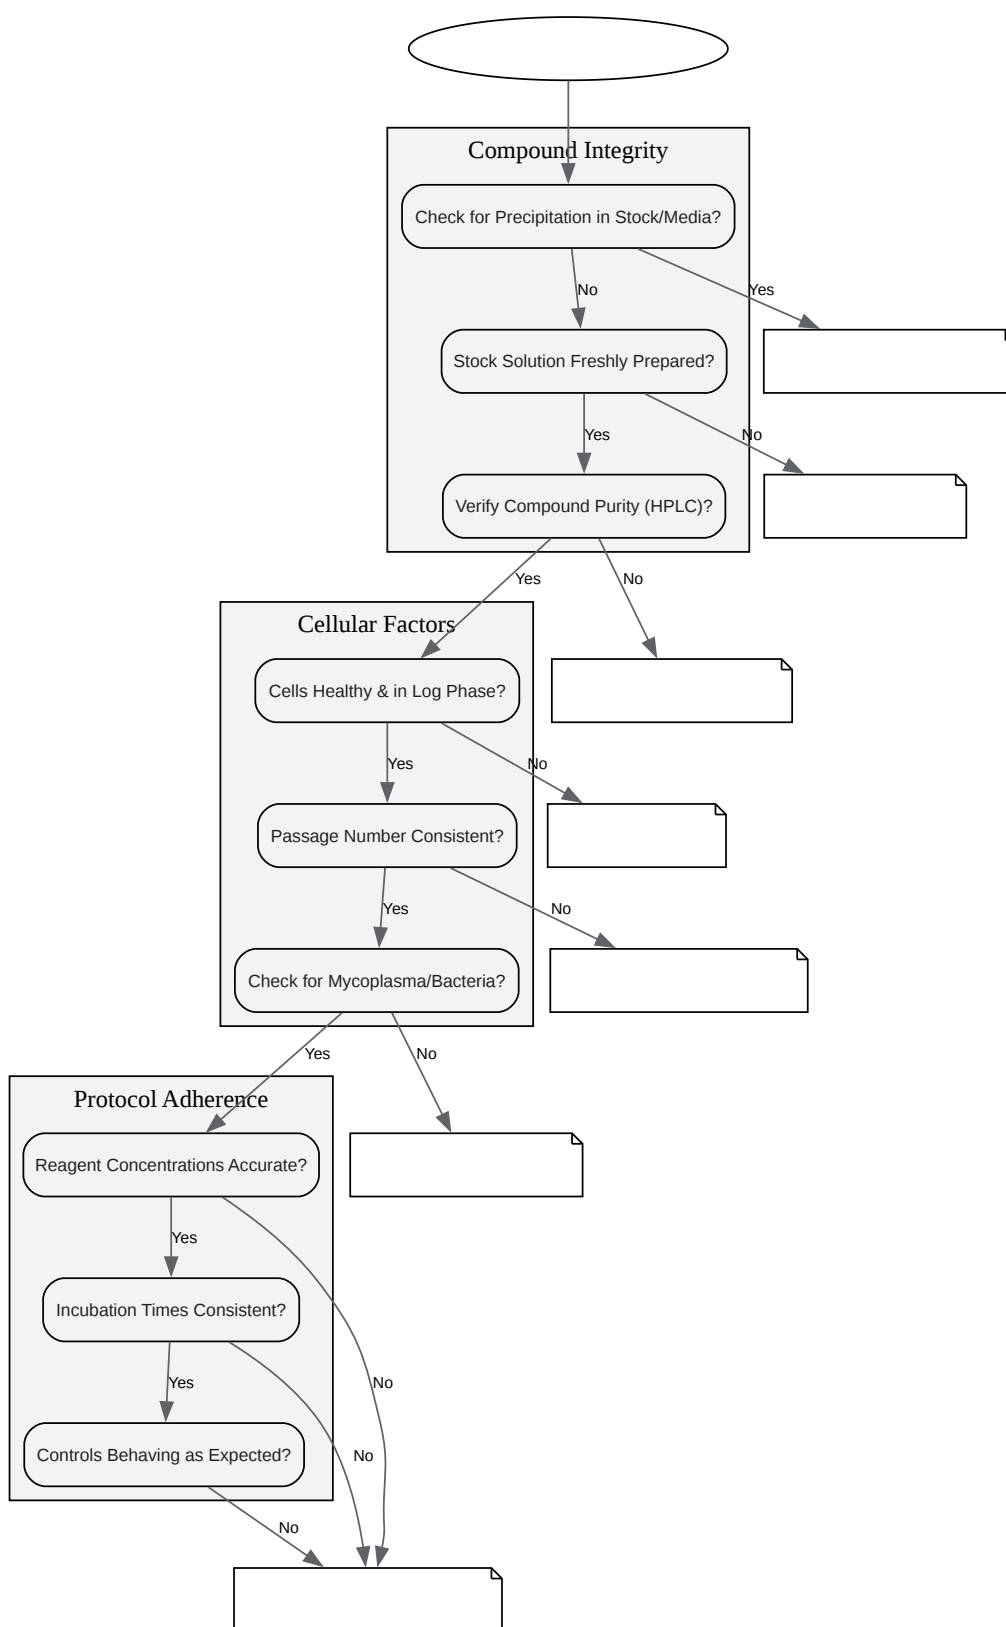 Compound Integrity
Check for Precipitation in Stock/Media?
No
Yes
Stock Solution Freshly Prepared?
Yes
No
Verify Compound Purity (HPLC)?
Yes
No
Cellular Factors
Cells Healthy & in Log Phase?
Yes
No
Passage Number Consistent?
Yes
No
Check for Mycoplasma/Bacteria?
Yes
No
Protocol Adherence
Reagent Concentrations Accurate?
Yes
Incubation Times Consistent?
Yes
No
Controls Behaving as Expected?
No
No